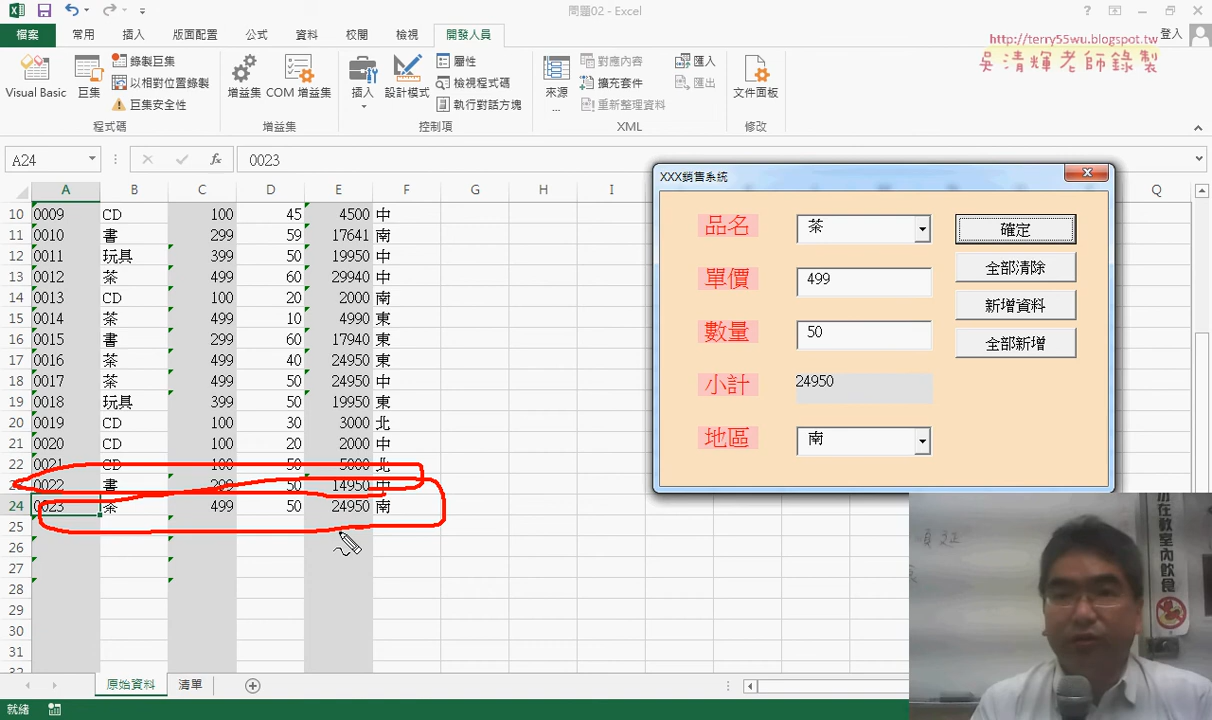 問題02 - Excel
http://terry55wu.blogspot.tw
登入
吳清輝老師錄製
檔案 常用 插入 版面配置 公式 資料 校閱 檢視 開發人員
Visual Basic
巨集
錄製巨集
以相對位置錄製
巨集安全性
程式碼
增益集
COM 增益集
增益集
插入
設計模式
屬性
檢視程式碼
執行對話方塊
控制項
來源
...
對應內容
擴充套件
重新整理資料
匯入
匯出
XML
文件面板
修改
A24 fx 0023
A B C D E F G H I Q
10 0009 CD 100 45 4500 中
11 0010 書 299 59 17641 南
12 0011 玩具 399 50 19950 中
13 0012 茶 499 60 29940 中
14 0013 CD 100 20 2000 南
15 0014 茶 499 10 4990 東
16 0015 書 299 60 17940 東
17 0016 茶 499 40 24950 東
18 0017 茶 499 50 24950 中
19 0018 玩具 399 50 19950 東
20 0019 CD 100 30 3000 北
21 0020 CD 100 20 2000 中
22 0021 CD 100 50 5000 北
0022 書 299 50 14950 中
24 0023 茶 499 50 24950 南
25
26
27
28
29
30
31
32
XXX銷售系統
品名 茶 確定
全部清除
單價 499
新增資料
數量 50
全部新增
小計 24950
地區 南
勿在教室內飲食
原始資料 清單
就緒